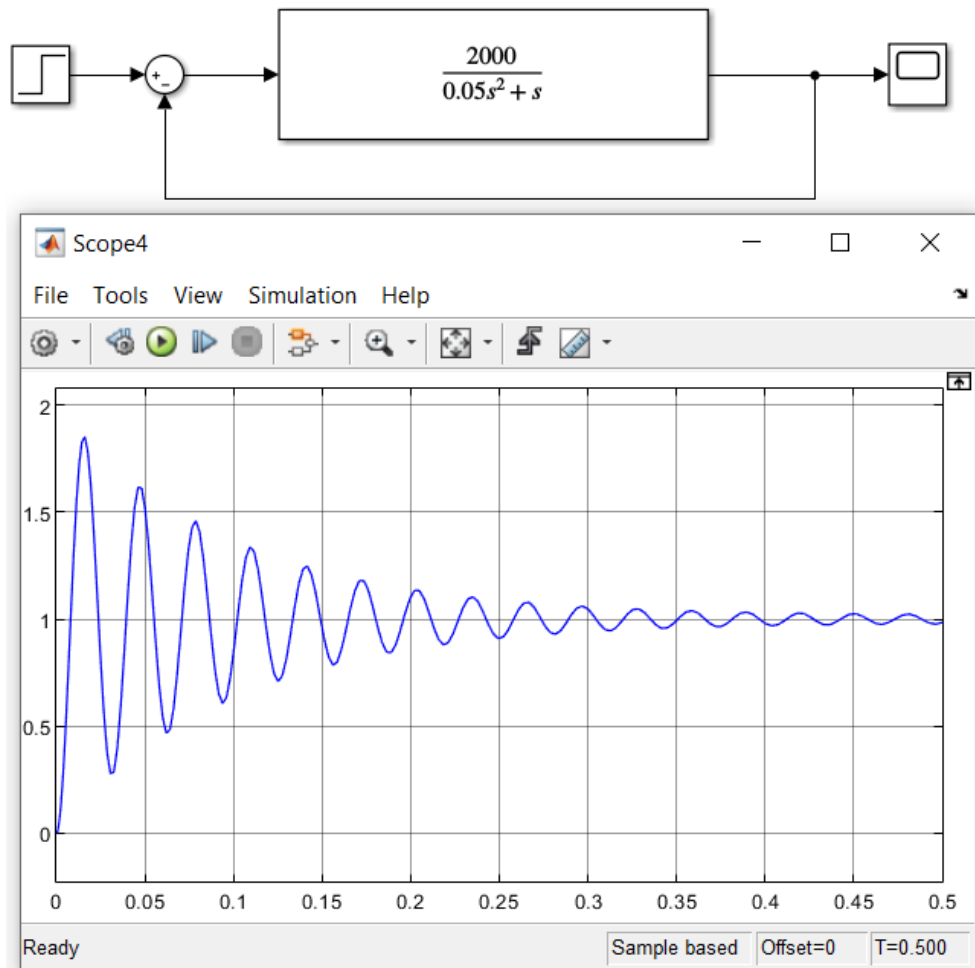 +
−
2000
0.05s² + s
Scope4
File Tools View Simulation Help
2
1.5
1
0.5
0
0 0.05 0.1 0.15 0.2 0.25 0.3 0.35 0.4 0.45 0.5
Ready Sample based Offset=0 T=0.500